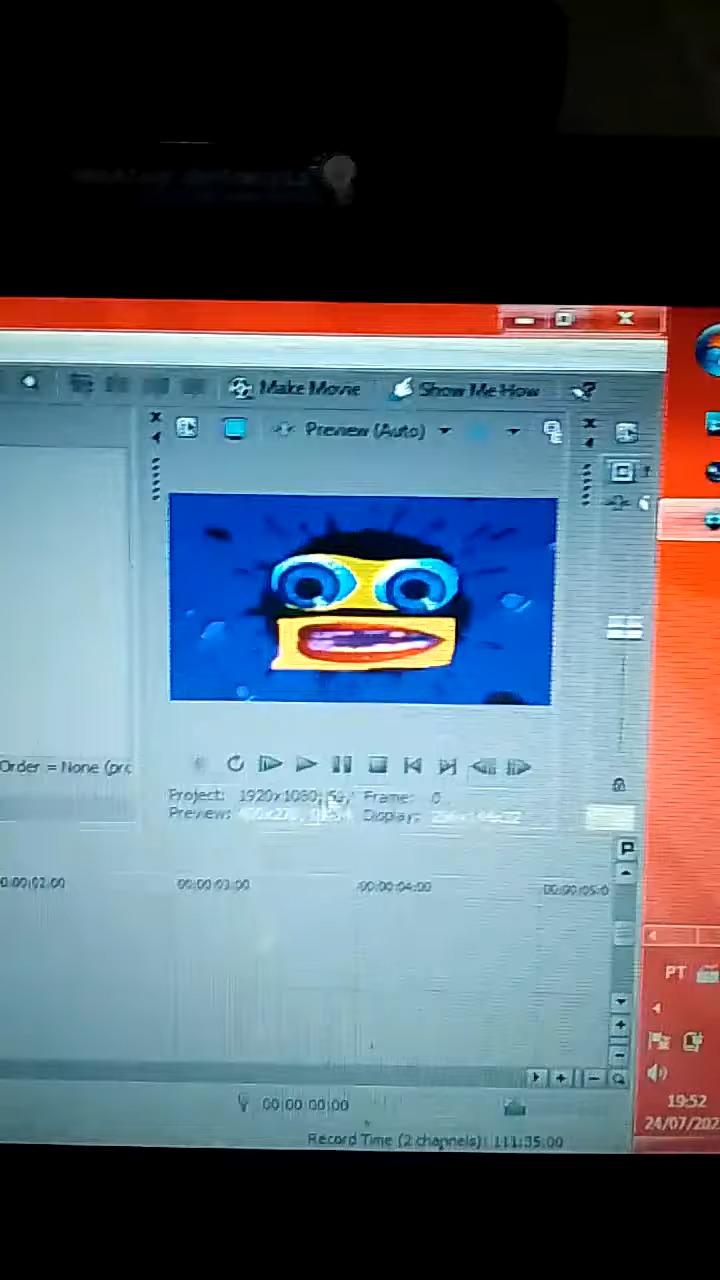 Make Movie
Show Me How
Preview (Auto)
Order = None (pro
Project: 1920x1080; Frame: 0
Preview: Display:
0:00:02:00
00:00:03:00
00:00:04:00
00:00:05:0
P
PT
00:00:00:00
19:52
24/07/202
Record Time (2 channels): 111:35:00